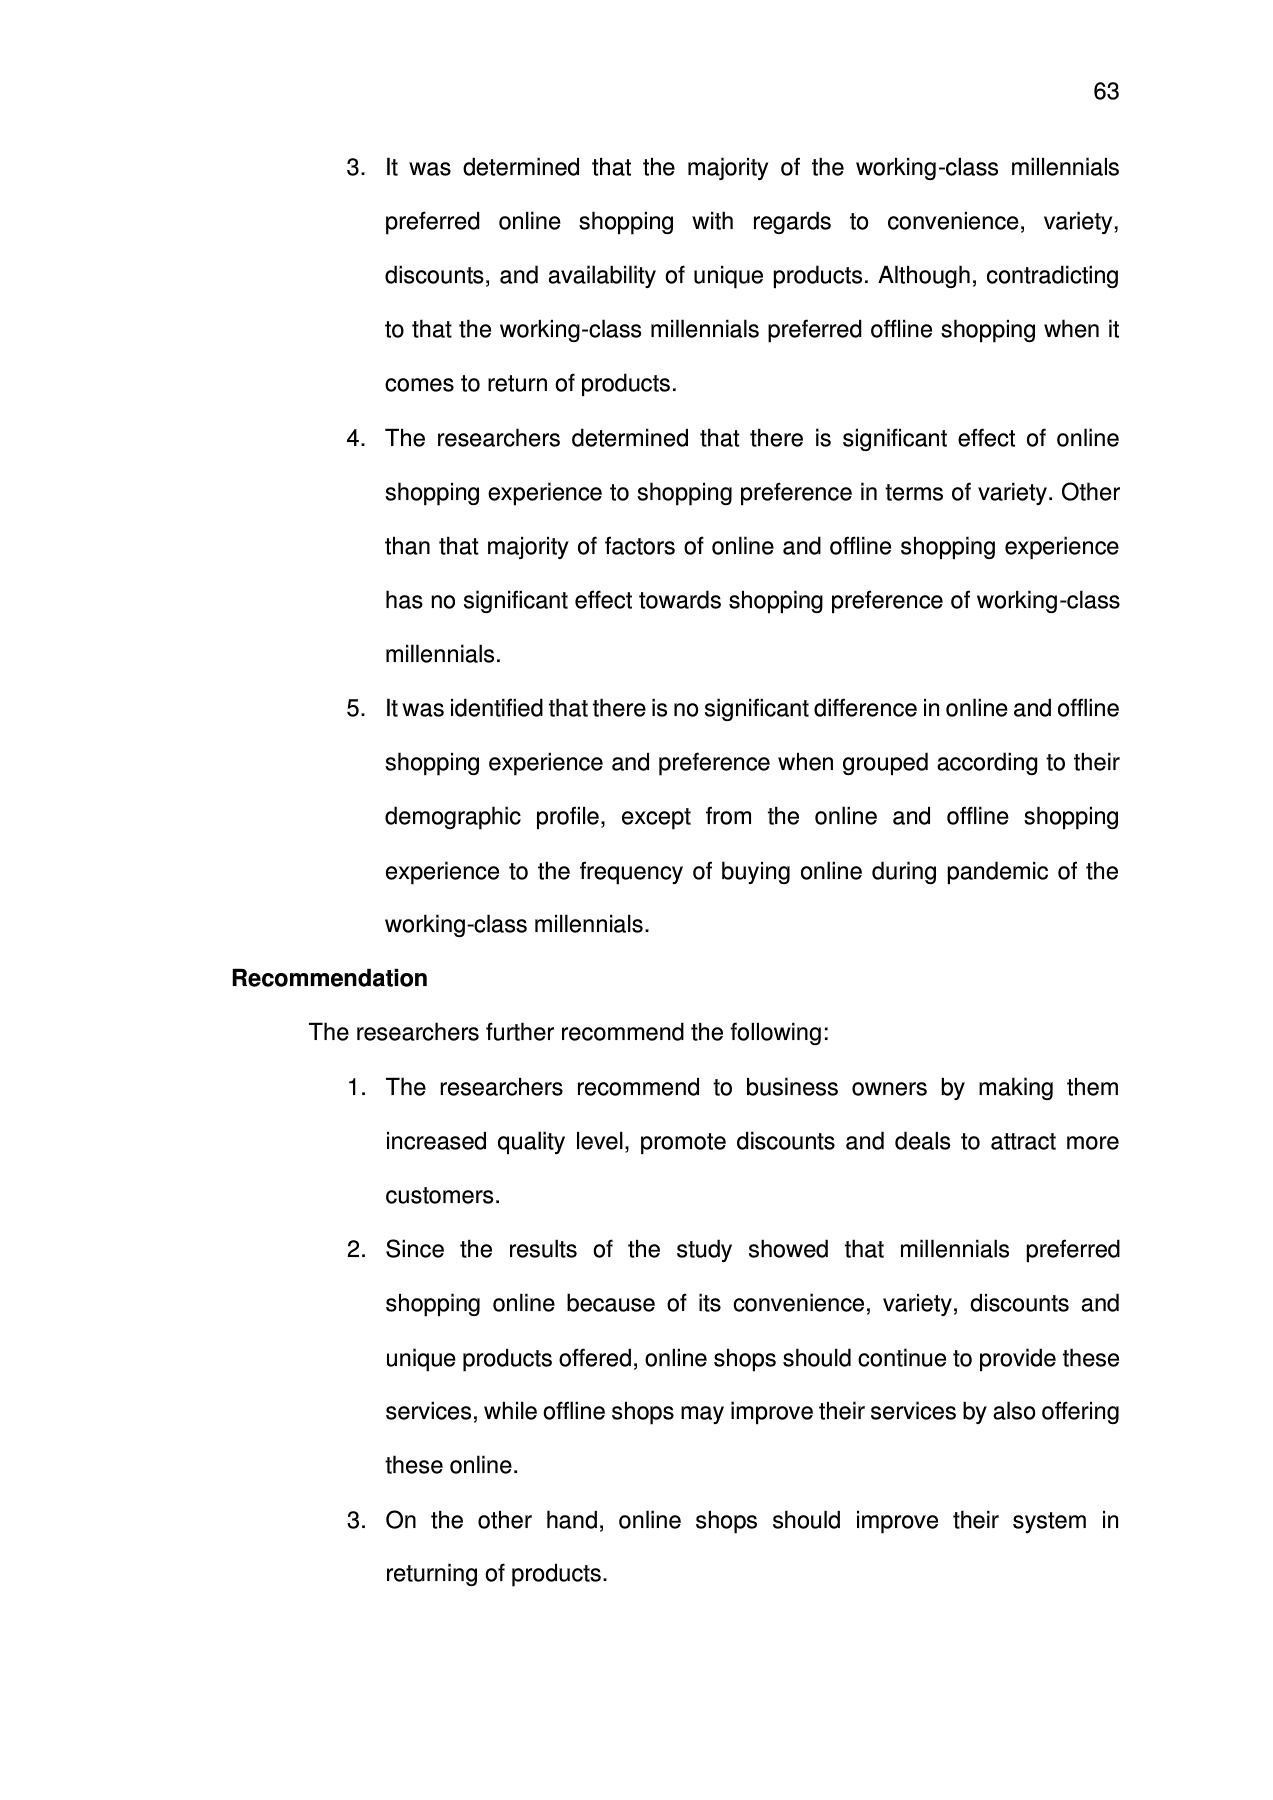 63
3. It was determined that the majority of the working-class millennials
preferred online shopping with regards to convenience, variety,
discounts, and availability of unique products. Although, contradicting
to that the working-class millennials preferred offline shopping when it
comes to return of products.
4. The researchers determined that there is significant effect of online
shopping experience to shopping preference in terms of variety. Other
than that majority of factors of online and offline shopping experience
has no significant effect towards shopping preference of working-class
millennials.
5. It was identified that there is no significant difference in online and offline
shopping experience and preference when grouped according to their
demographic profile, except from the online and offline shopping
experience to the frequency of buying online during pandemic of the
working-class millennials.
Recommendation
The researchers further recommend the following:
1. The researchers recommend to business owners by making them
increased quality level, promote discounts and deals to attract more
customers.
2. Since the results of the study showed that millennials preferred
shopping online because of its convenience, variety, discounts and
unique products offered, online shops should continue to provide these
services, while offline shops may improve their services by also offering
these online.
3. On the other hand, online shops should improve their system in
returning of products.